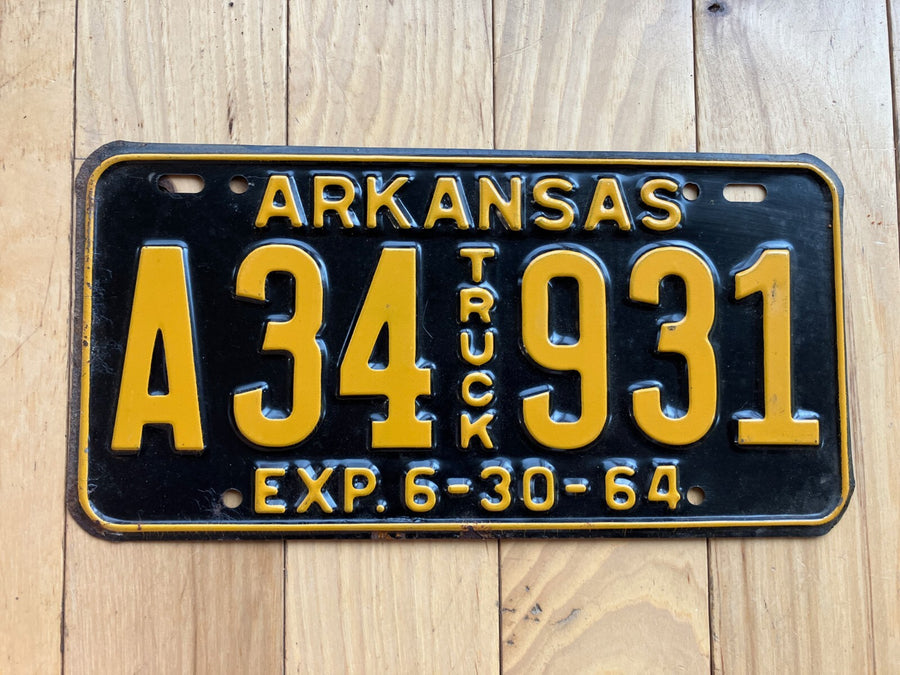 ARKANSAS
A34 TRUCK 931
EXP. 6-30-64